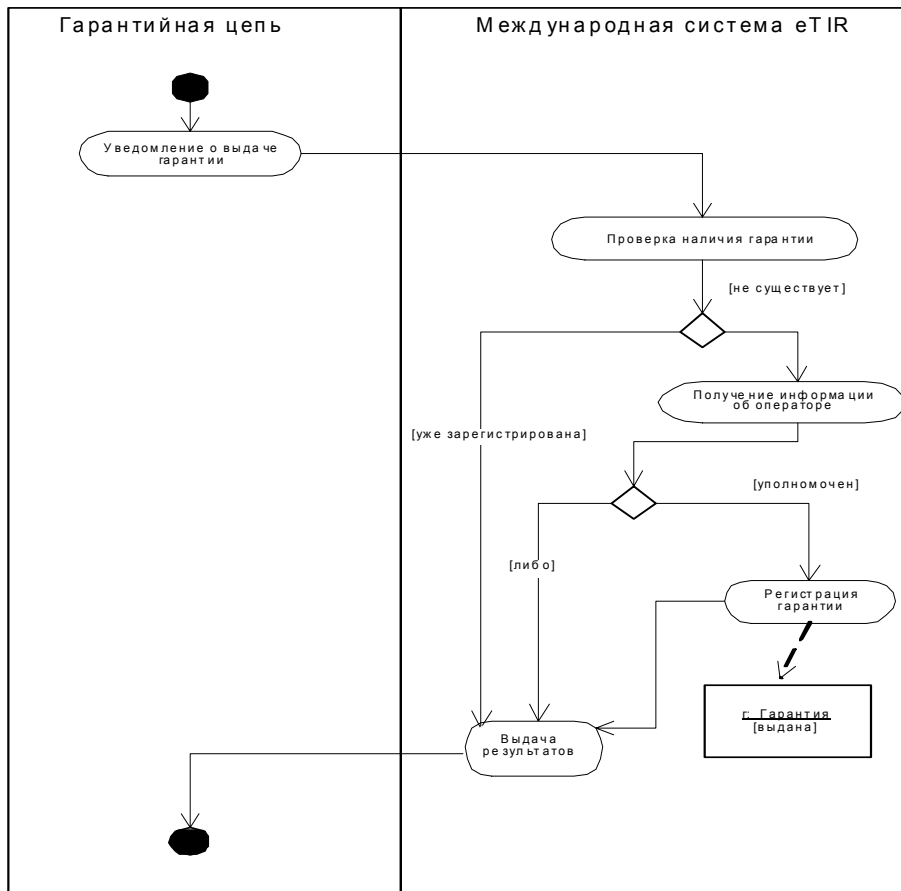 Гарантийная цепь
Международная система eTIR
Уведомление о выдаче
гарантии
Проверка наличия гарантии
[не существует]
Получение информации
об операторе
[уже зарегистрирована]
[уполномочен]
[либо]
Регистрация
гарантии
г: Гарантия
[выдана]
Выдача
результатов